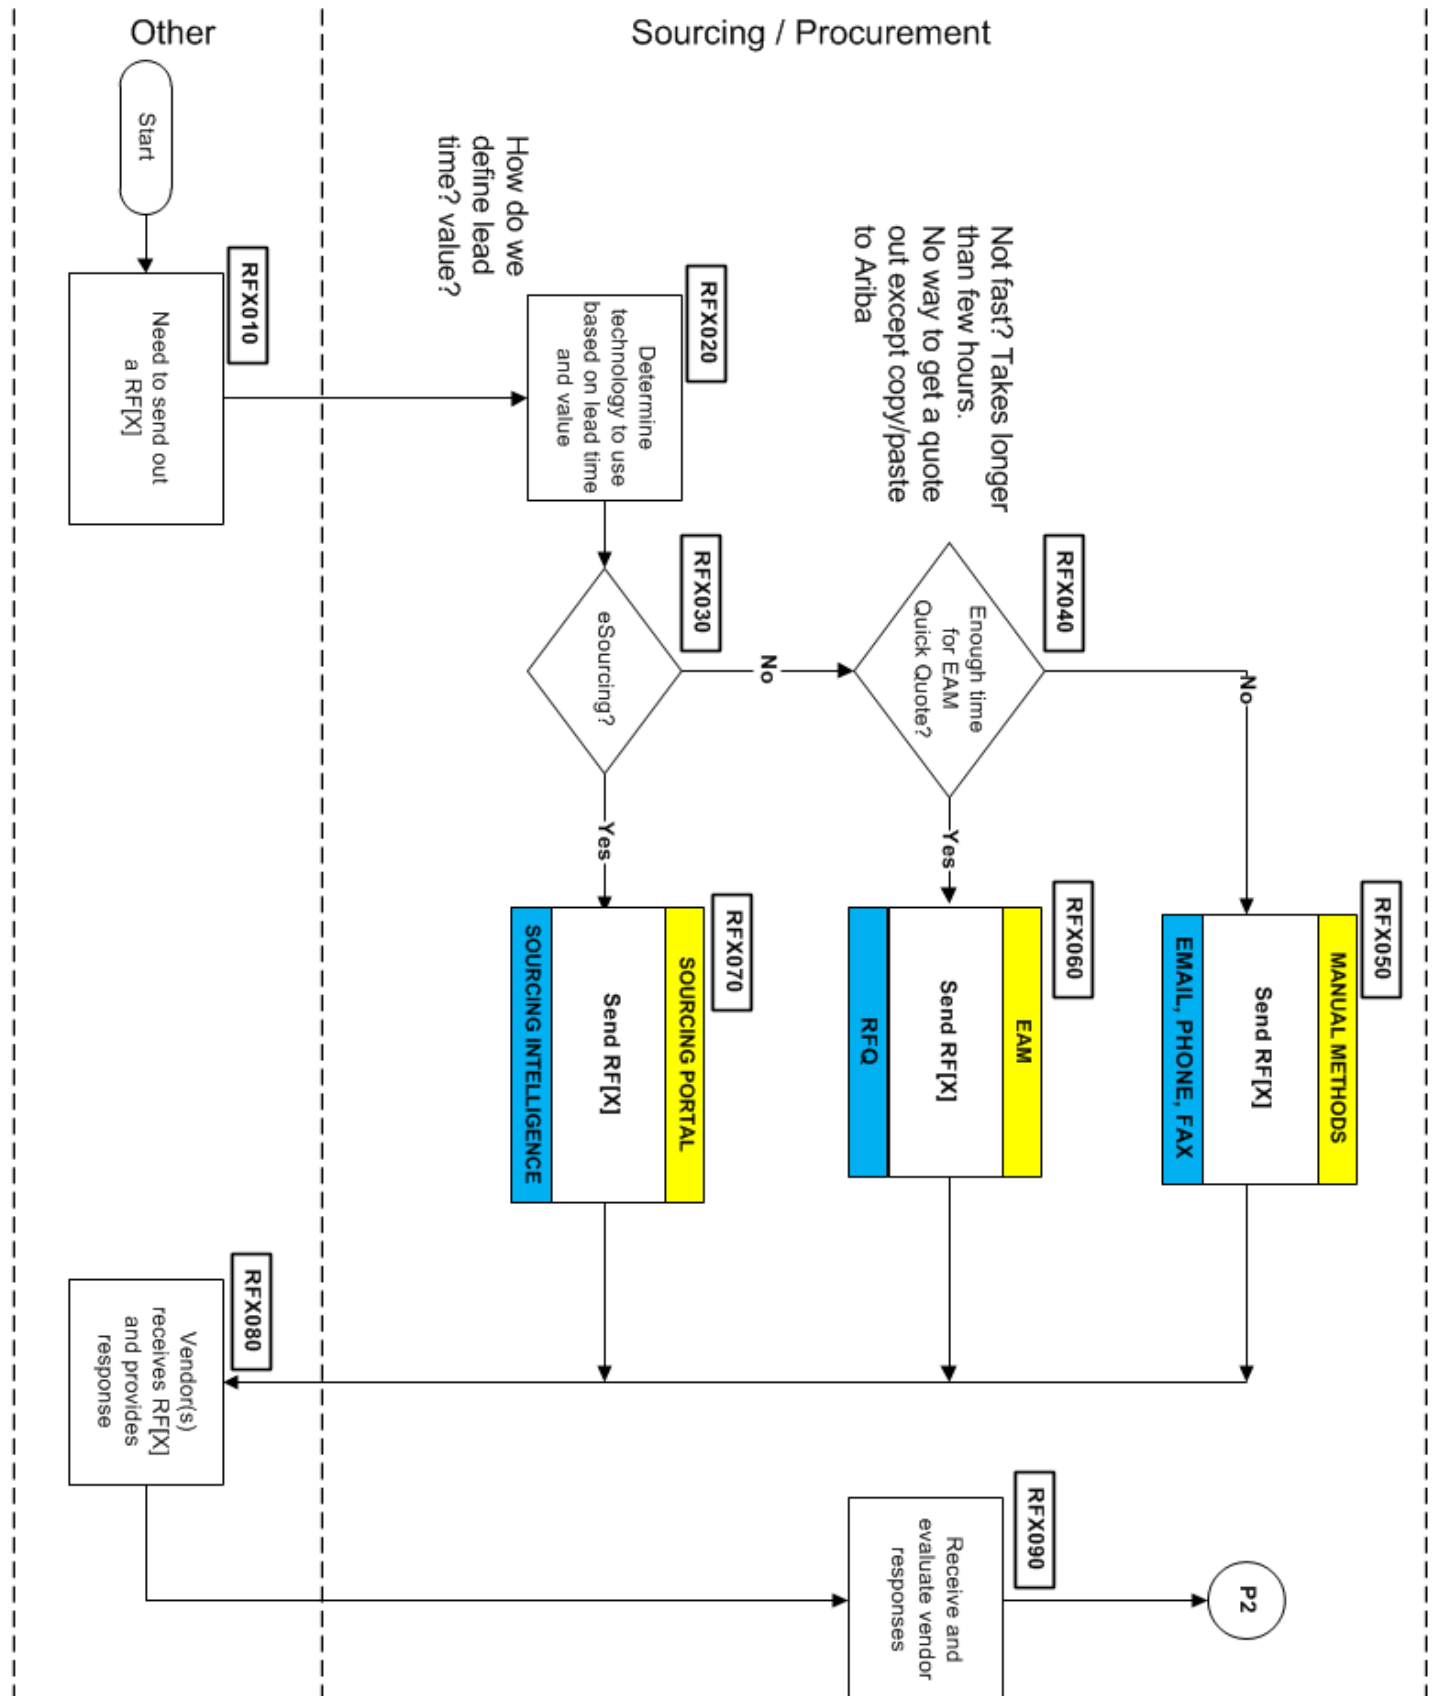 Other
Sourcing / Procurement
Start
RFX010
Need to send out
a RF[X]
How do we
define lead
time? value?
RFX020
Determine
technology to use
based on lead time
and value
Not fast? Takes longer
than few hours.
No way to get a quote
out except copy/paste
to Ariba
RFX030
eSourcing?
No
Yes
RFX040
Enough time
for EAM
Quick Quote?
No
Yes
RFX050
MANUAL METHODS
Send RF[X]
EMAIL, PHONE, FAX
RFX060
EAM
Send RF[X]
RFQ
RFX070
SOURCING PORTAL
Send RF[X]
SOURCING INTELLIGENCE
RFX080
Vendor(s)
receives RF[X]
and provides
response
RFX090
Receive and
evaluate vendor
responses
P2